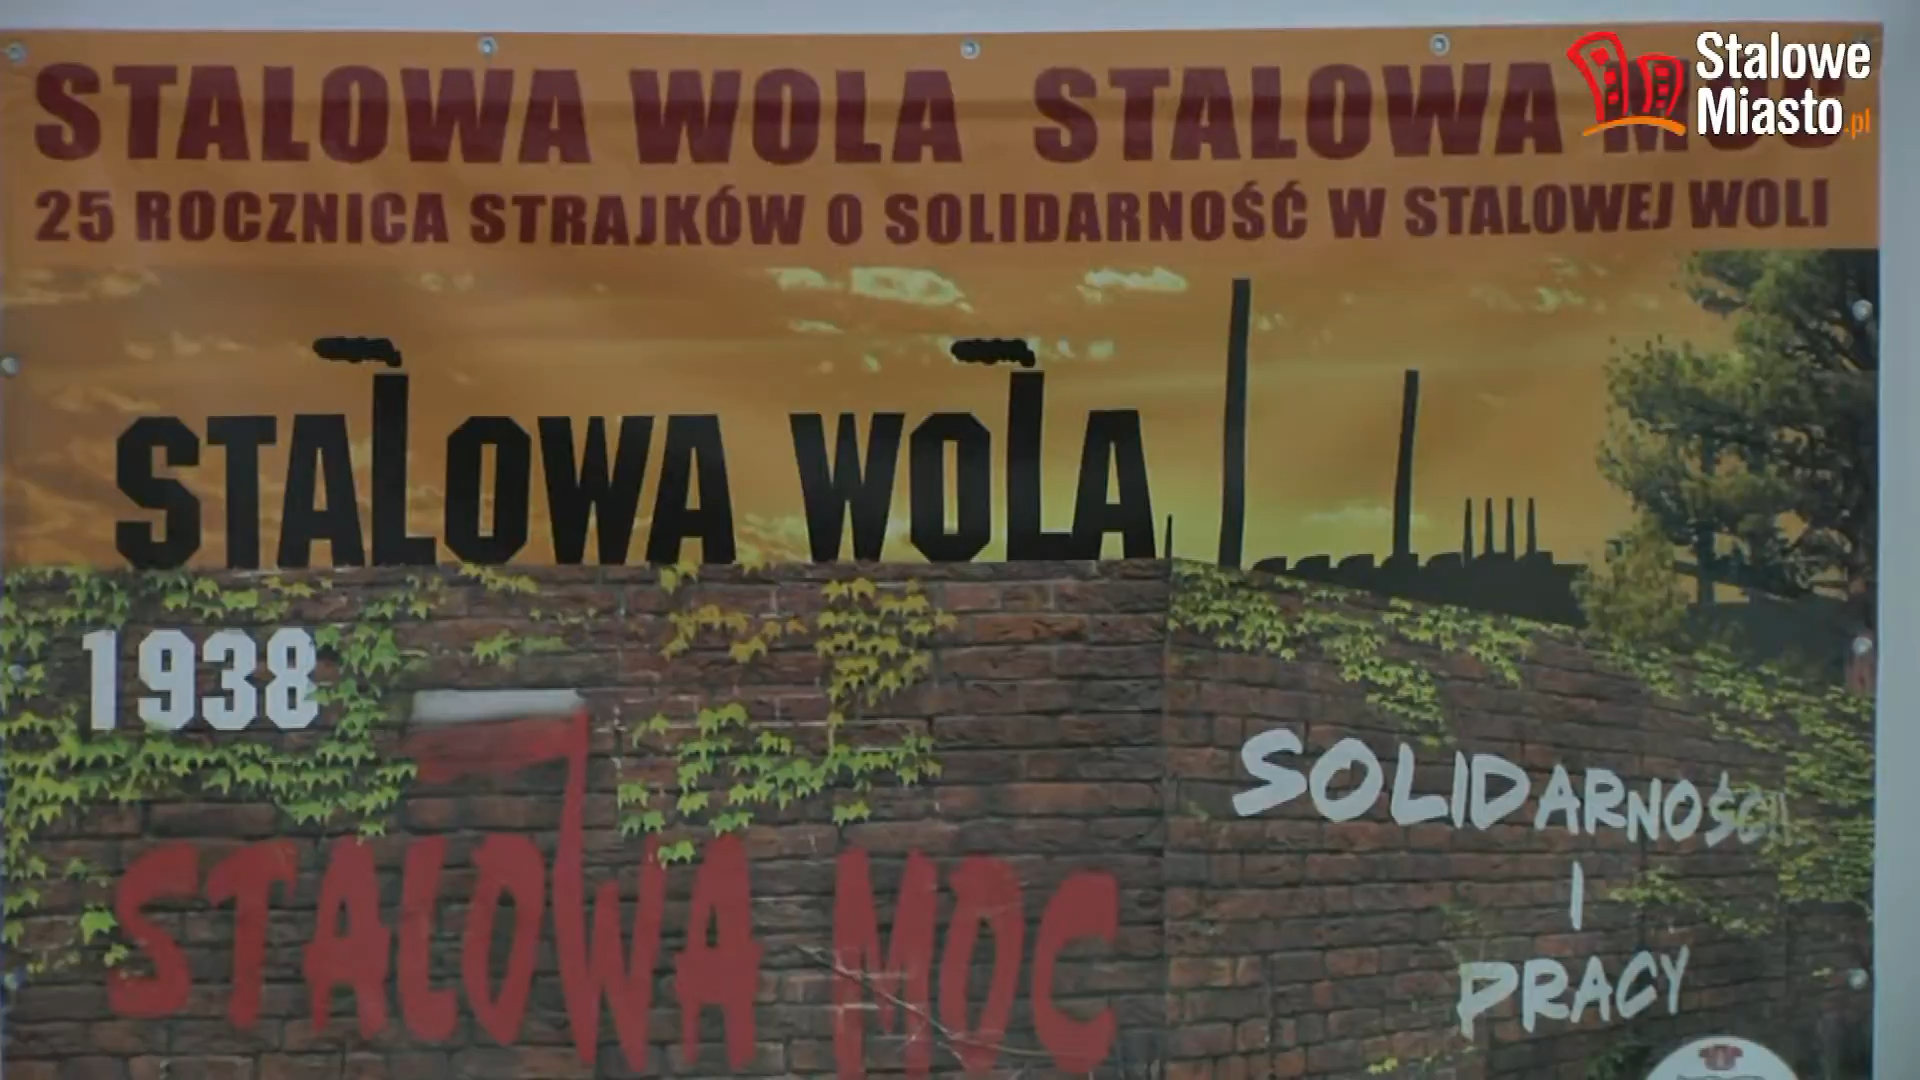 STALOWA WOLA STALOWA MOC
Stalowe
Miasto.pl
25 ROCZNICA STRAJKÓW O SOLIDARNOŚĆ W STALOWEJ WOLI
STALOWA WOLA
1938
SOLIDARNOŚCI
I
PRACY
STALOWA MOC